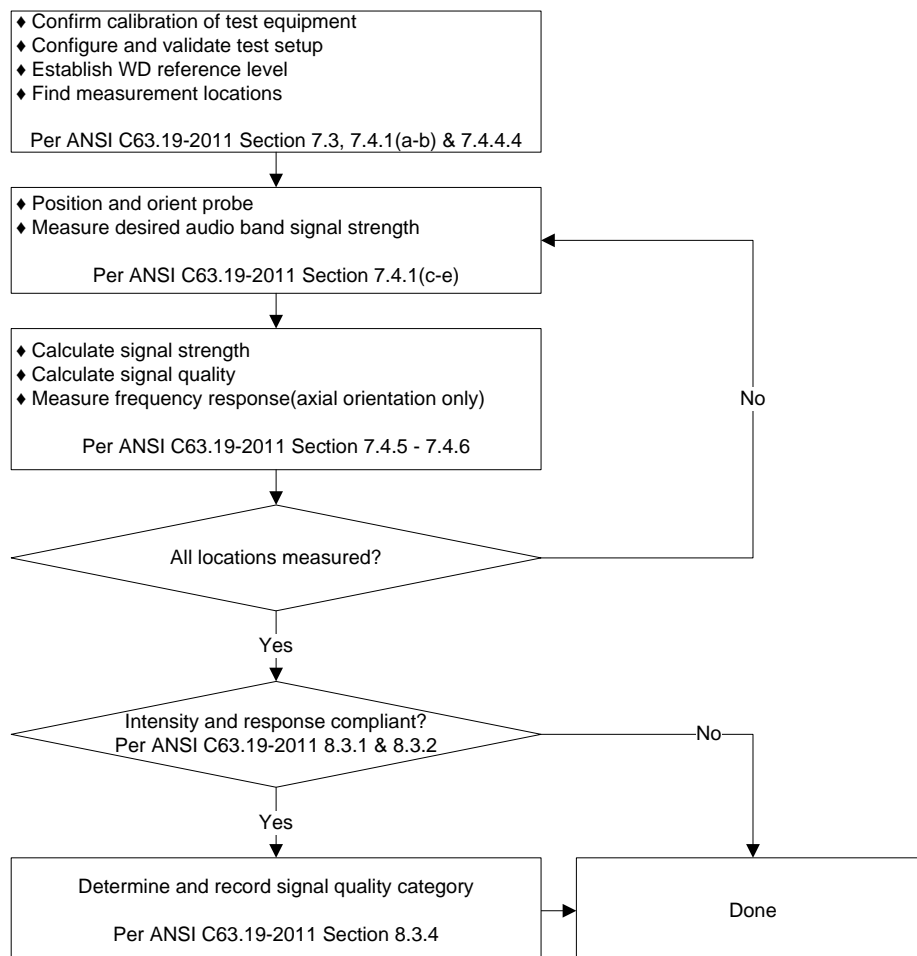 ♦ Confirm calibration of test equipment
♦ Configure and validate test setup
♦ Establish WD reference level
♦ Find measurement locations
Per ANSI C63.19-2011 Section 7.3, 7.4.1(a-b) & 7.4.4.4
♦ Position and orient probe
♦ Measure desired audio band signal strength
Per ANSI C63.19-2011 Section 7.4.1(c-e)
♦ Calculate signal strength
♦ Calculate signal quality
♦ Measure frequency response(axial orientation only)
Per ANSI C63.19-2011 Section 7.4.5 - 7.4.6
No
All locations measured?
Yes
Intensity and response compliant?
Per ANSI C63.19-2011 8.3.1 & 8.3.2
No
Yes
Determine and record signal quality category
Per ANSI C63.19-2011 Section 8.3.4
Done